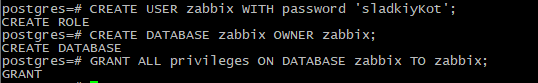 postgres=# CREATE USER zabbix WITH password 'sladkiyKot';
CREATE ROLE
postgres=# CREATE DATABASE zabbix OWNER zabbix;
CREATE DATABASE
postgres=# GRANT ALL privileges ON DATABASE zabbix TO zabbix;
GRANT